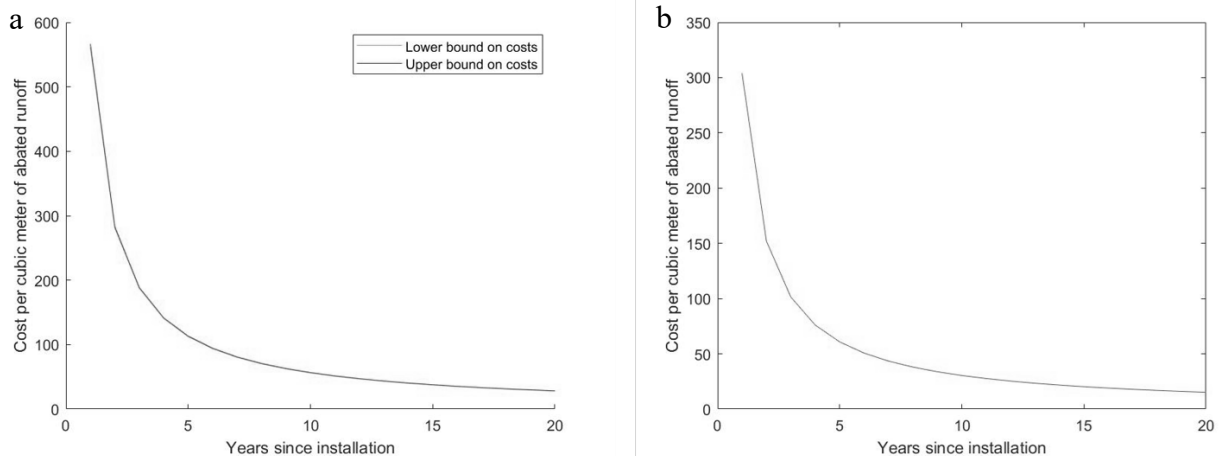 a
600
500
400
300
200
100
0
Cost per cubic meter of abated runoff
Lower bound on costs
Upper bound on costs
0 5 10 15 20
Years since installation
b
350
300
250
200
150
100
50
0
Cost per cubic meter of abated runoff
0 5 10 15 20
Years since installation